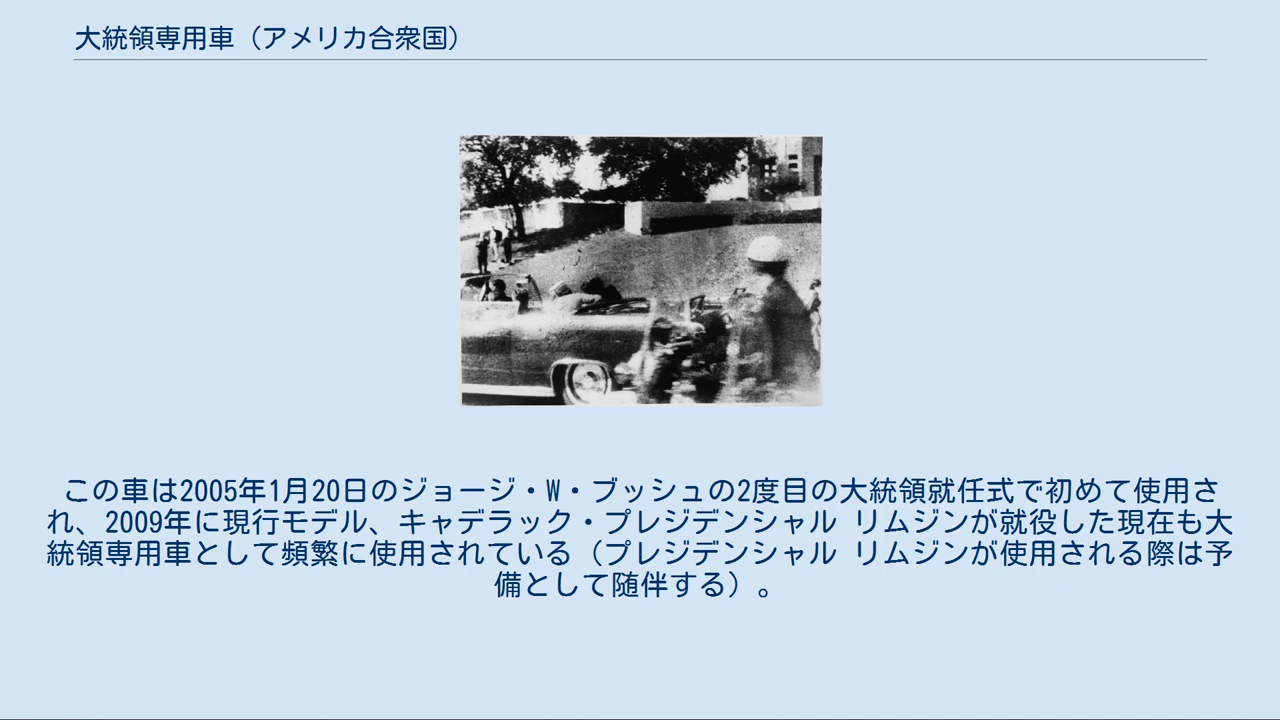 大統領専用車（アメリカ合衆国）
この車は2005年1月20日のジョージ・W・ブッシュの2度目の大統領就任式で初めて使用さ
れ、2009年に現行モデル、キャデラック・プレジデンシャル リムジンが就役した現在も大
統領専用車として頻繁に使用されている（プレジデンシャル リムジンが使用される際は予
備として随伴する）。